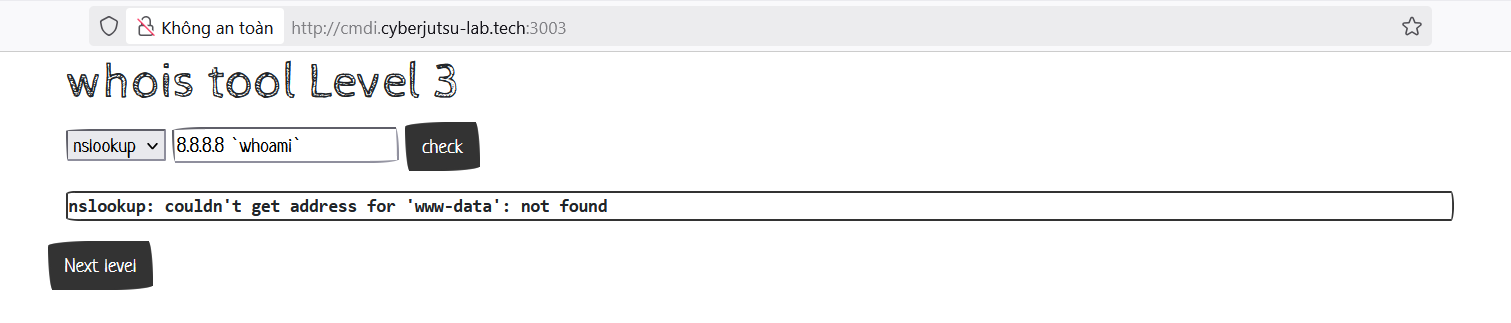 Không an toàn http://cmdi.cyberjutsu-lab.tech:3003
whois tool Level 3
nslookup 8.8.8.8 `whoami` check
nslookup: couldn't get address for 'www-data': not found
Next level